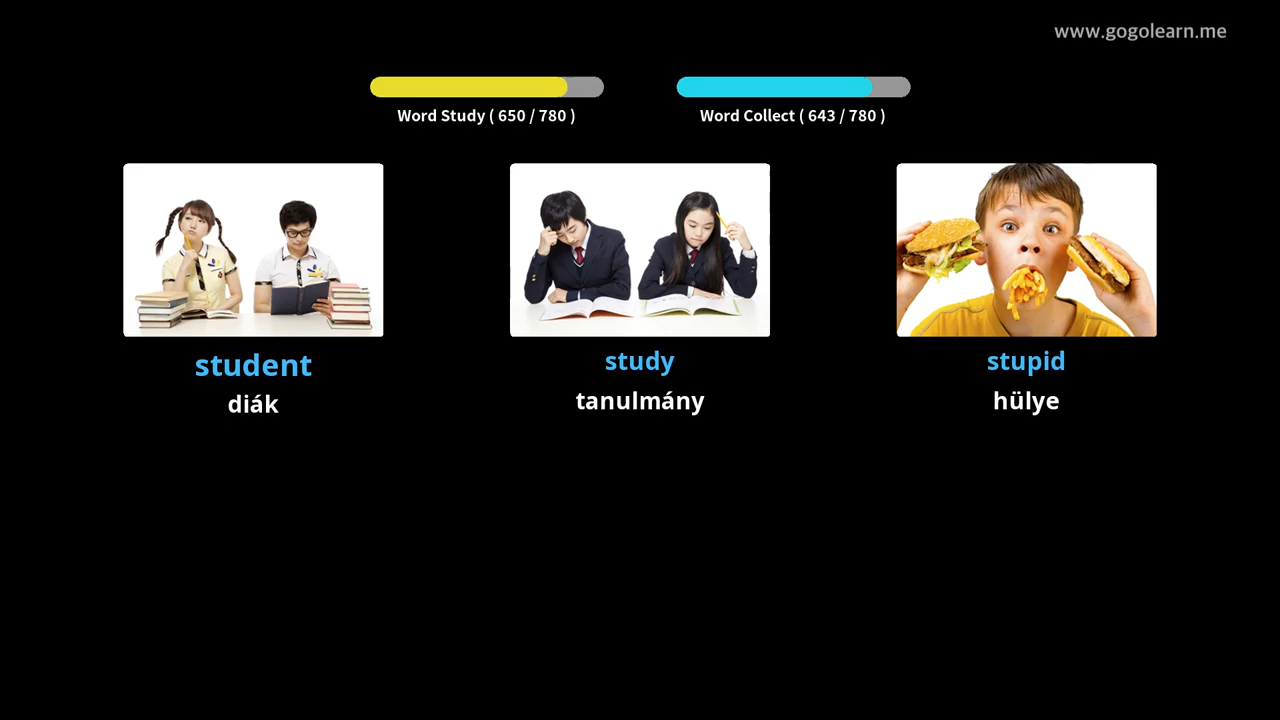 www.gogolearn.me
Word Study ( 650 / 780 )
Word Collect ( 643 / 780 )
student
diák
study
tanulmány
stupid
hülye